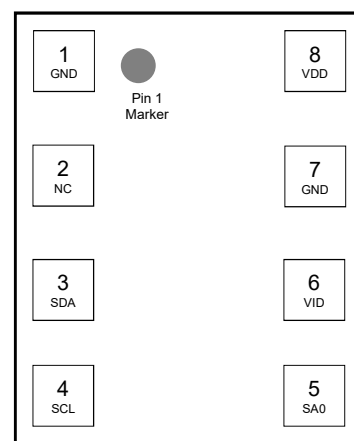 1
GND
Pin 1
Marker
8
VDD
2
NC
7
GND
3
SDA
6
VID
4
SCL
5
SA0